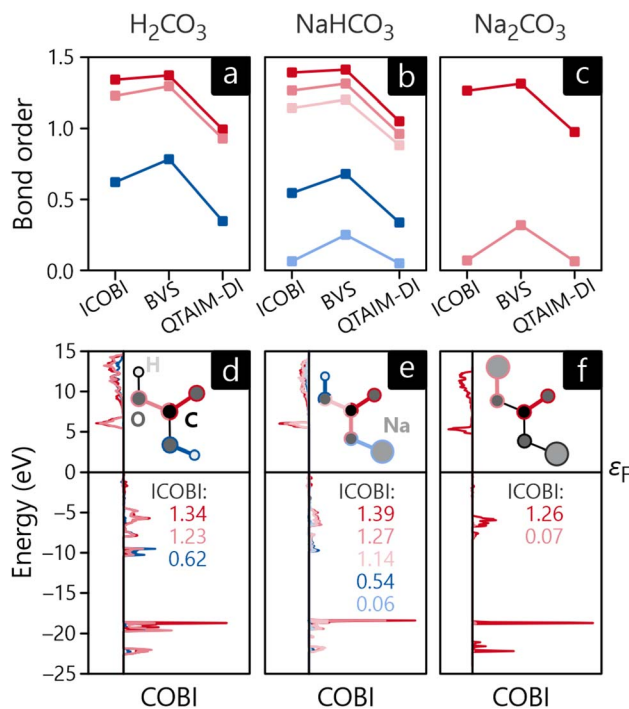 H₂CO₃ NaHCO₃ Na₂CO₃
Bond order
1.5
1.0
0.5
0.0
a
b
c
ICOBI BVS QTAIM-DI
ICOBI BVS QTAIM-DI
ICOBI BVS QTAIM-DI
Energy (eV)
15
10
5
0
−5
−10
−15
−20
−25
d
H
O C
ICOBI:
1.34
1.23
0.62
e
Na
ICOBI:
1.39
1.27
1.14
0.54
0.06
f
ICOBI:
1.26
0.07
εF
COBI COBI COBI